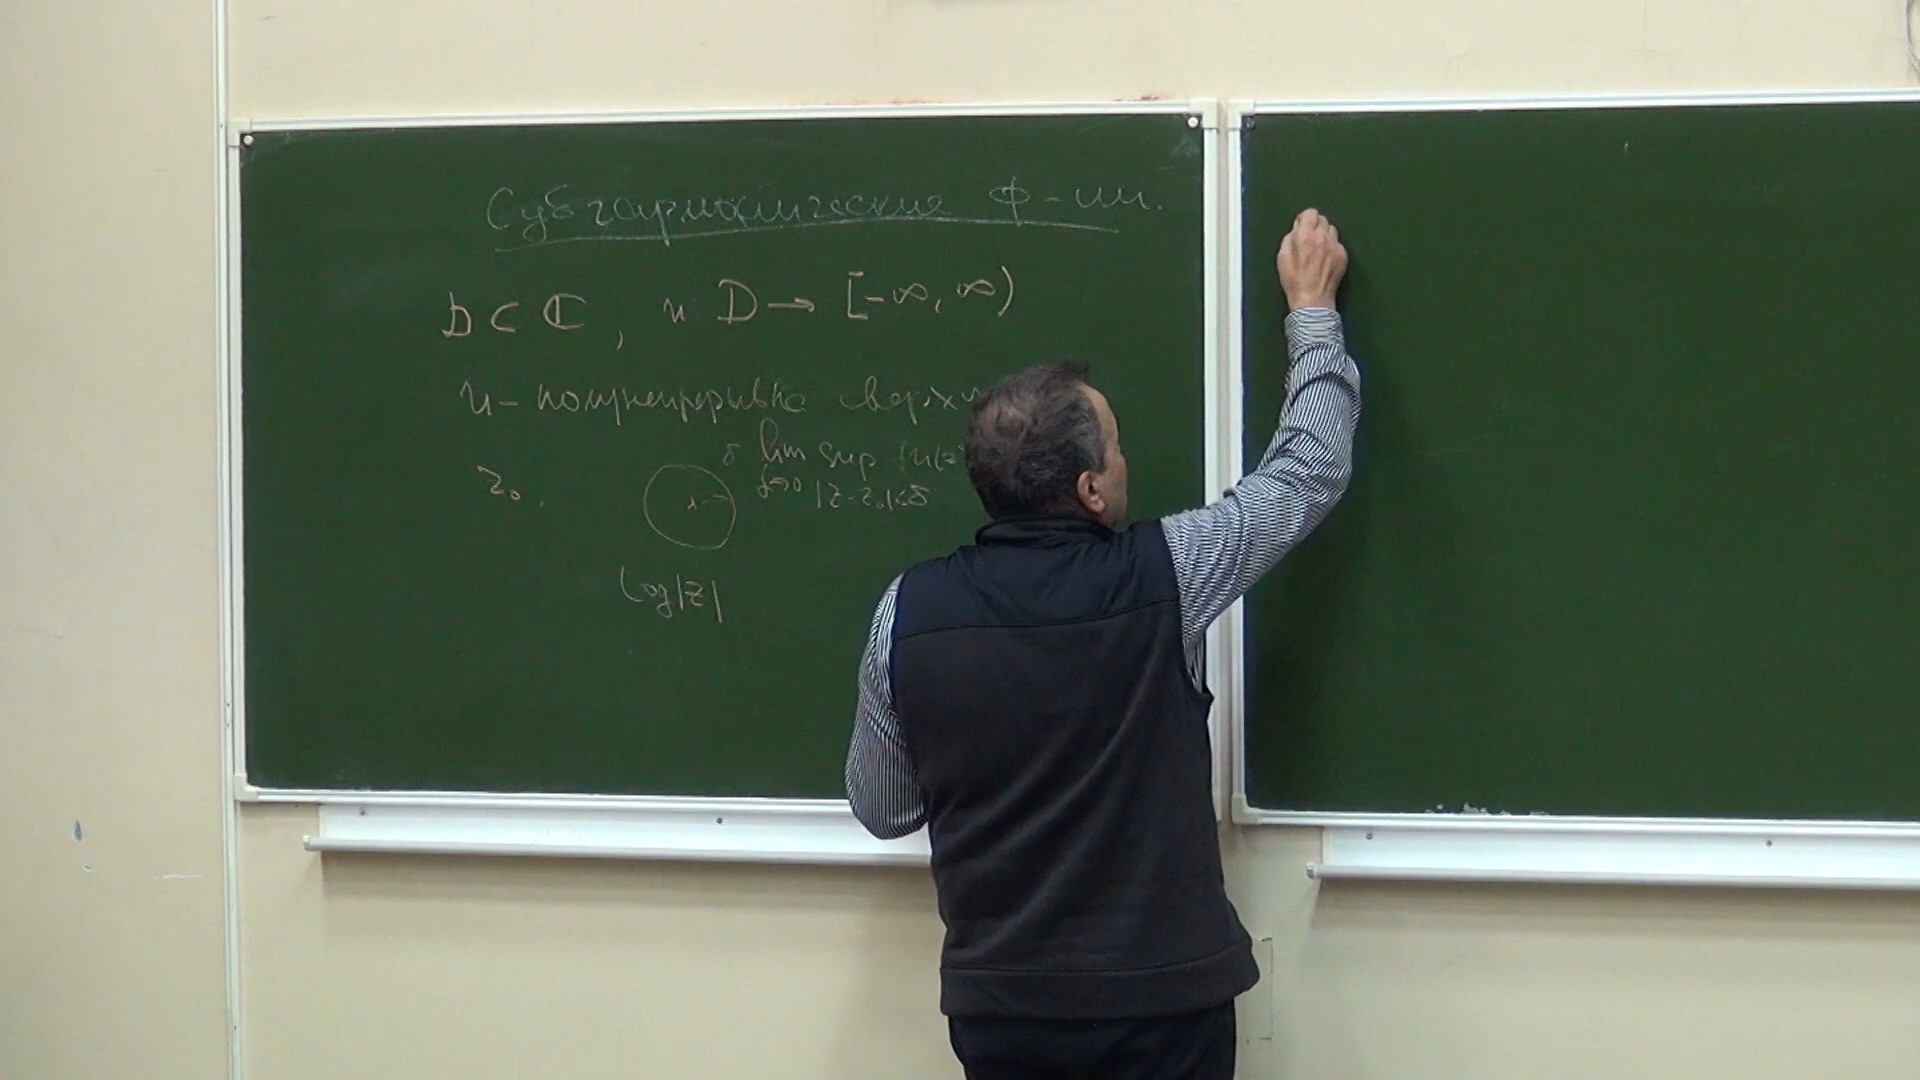 Субгармонические ф-ии.
D ⊂ ℂ, u: D → [-∞, ∞)
u - полунепрерывна сверху
z₀. lim sup {u(z)
δ→0 |z-z₀|<δ
log|z|